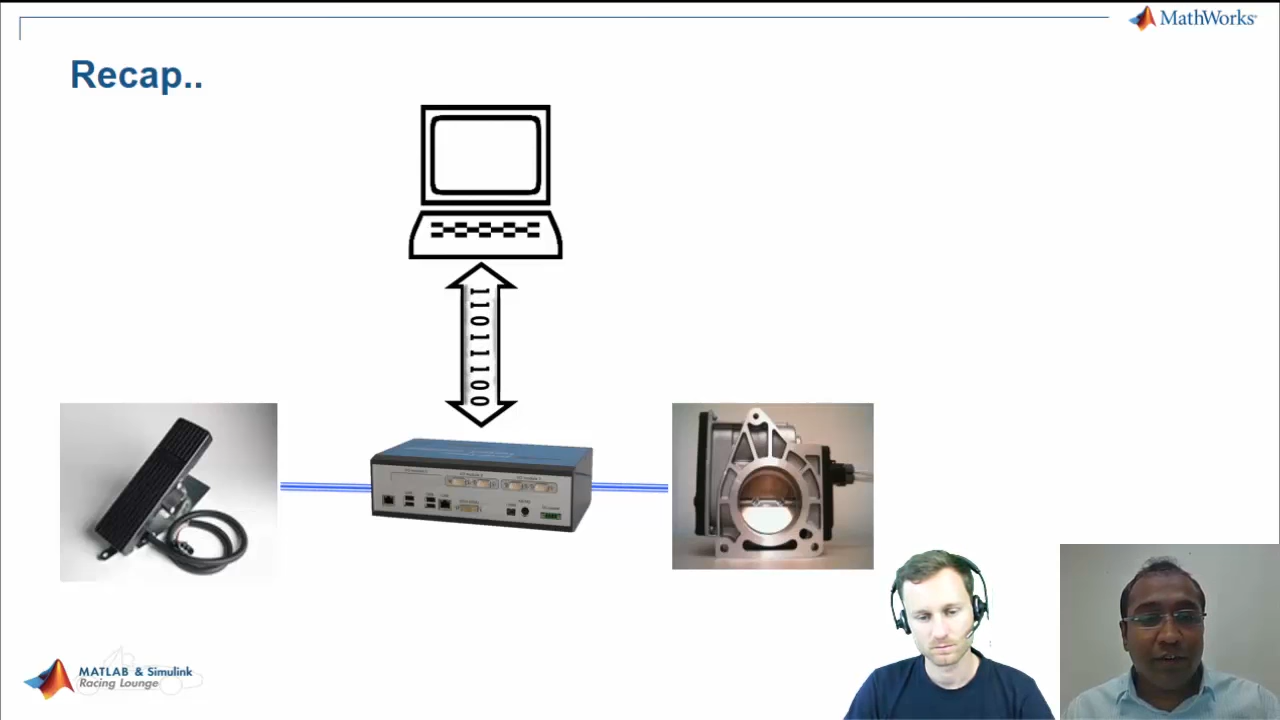 MathWorks®
Recap..
11011100
MATLAB & Simulink
Racing Lounge